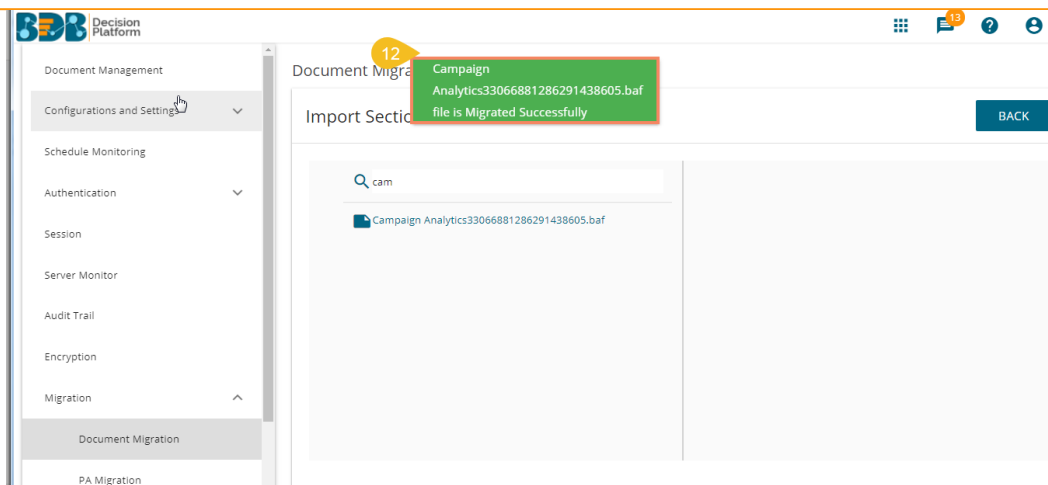 BDB Decision
Platform
13
Document Management
Configurations and Settings
Schedule Monitoring
Authentication
Session
Server Monitor
Audit Trail
Encryption
Migration
Document Migration
PA Migration
12
Document Migra
Campaign
Analytics33066881286291438605.baf
file is Migrated Successfully
Import Sectio
BACK
cam
Campaign Analytics33066881286291438605.baf